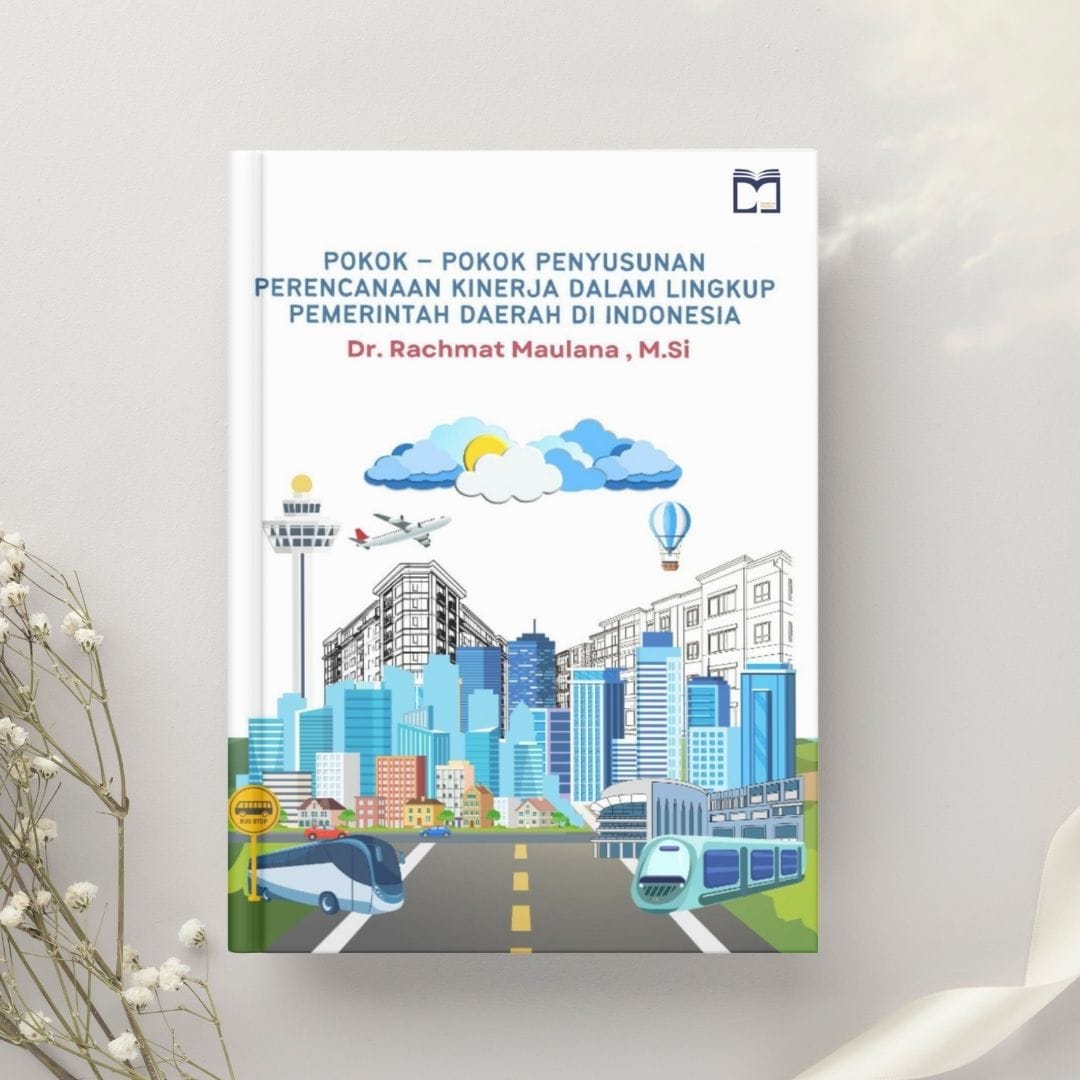 POKOK – POKOK PENYUSUNAN
PERENCANAAN KINERJA DALAM LINGKUP
PEMERINTAH DAERAH DI INDONESIA
Dr. Rachmat Maulana , M.Si
BUS STOP